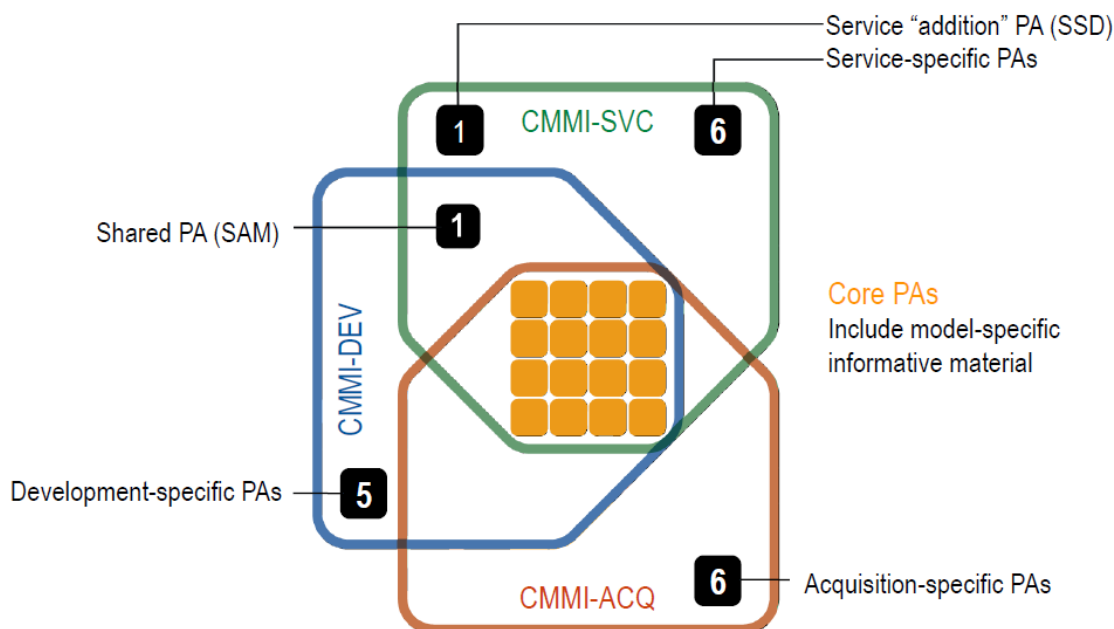 Service “addition” PA (SSD)
Service-specific PAs
1
CMMI-SVC
6
Shared PA (SAM)
1
Core PAs
Include model-specific
informative material
CMMI-DEV
Development-specific PAs
5
CMMI-ACQ
6
Acquisition-specific PAs